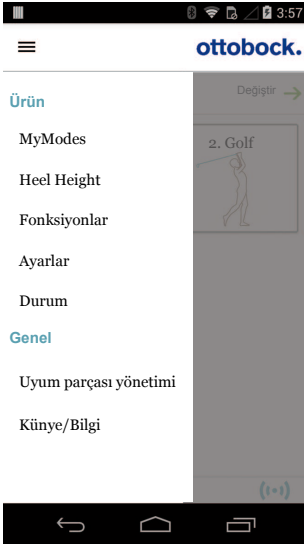 3:57
ottobock.
Ürün
Değiştir
MyModes
2. Golf
Heel Height
Fonksiyonlar
Ayarlar
Durum
Genel
Uyum parçası yönetimi
Künye/Bilgi